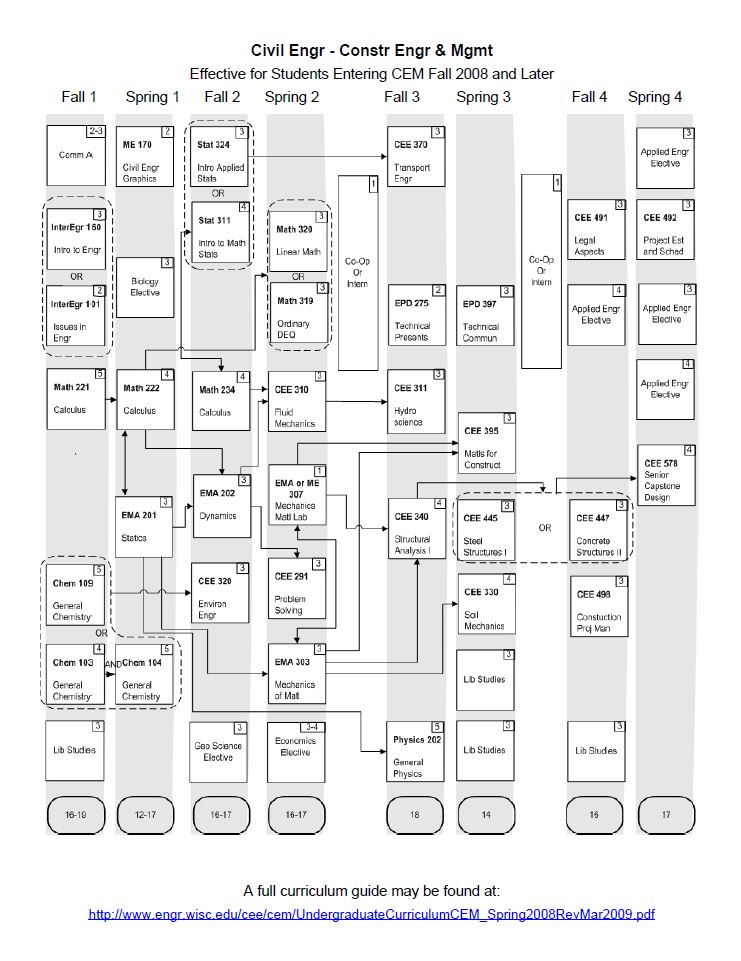 Civil Engr - Constr Engr & Mgmt
Effective for Students Entering CEM Fall 2008 and Later
Fall 1
Spring 1
Fall 2
Spring 2
Fall 3
Spring 3
Fall 4
Spring 4
2-3
Comm A
3
InterEgr 160
Intro to Engr
OR
2
InterEgr 101
Issues in
Engr
5
Math 221
Calculus
5
Chem 109
General
Chemistry
OR
4
Chem 103
General
Chemistry
AND
3
Lib Studies
16-19
2
ME 170
Civil Engr
Graphics
3
Biology
Elective
4
Math 222
Calculus
3
EMA 201
Statics
5
Chem 104
General
Chemistry
12-17
3
Stat 324
Intro Applied
Stats
OR
4
Stat 311
Intro to Math
Stats
4
Math 234
Calculus
3
EMA 202
Dynamics
3
CEE 320
Environ
Engr
3
Geo Science
Elective
16-17
3
Math 320
Linear Math
OR
3
Math 319
Ordinary
DEQ
3
CEE 310
Fluid
Mechanics
1
EMA or ME
307
Mechanics
Matl Lab
3
CEE 291
Problem
Solving
3
EMA 303
Mechanics
of Matl
3-4
Economics
Elective
16-17
1
Co-Op
Or
Intern
3
CEE 370
Transport
Engr
2
EPD 275
Technical
Presents
3
CEE 311
Hydro
science
4
CEE 340
Structural
Analysis I
5
Physics 202
General
Physics
18
3
EPD 397
Technical
Commun
3
CEE 395
Matls for
Construct
3
CEE 445
Steel
Structures I
OR
4
CEE 330
Soil
Mechanics
3
Lib Studies
3
Lib Studies
14
1
Co-Op
Or
Intern
3
CEE 491
Legal
Aspects
4
Applied Engr
Elective
3
CEE 447
Concrete
Structures II
3
CEE 498
Constuction
Proj Man
3
Lib Studies
16
3
Applied Engr
Elective
3
CEE 492
Project Est
and Sched
3
Applied Engr
Elective
4
Applied Engr
Elective
4
CEE 578
Senior
Capstone
Design
17
A full curriculum guide may be found at:
http://www.engr.wisc.edu/cee/cem/UndergraduateCurriculumCEM_Spring2008RevMar2009.pdf